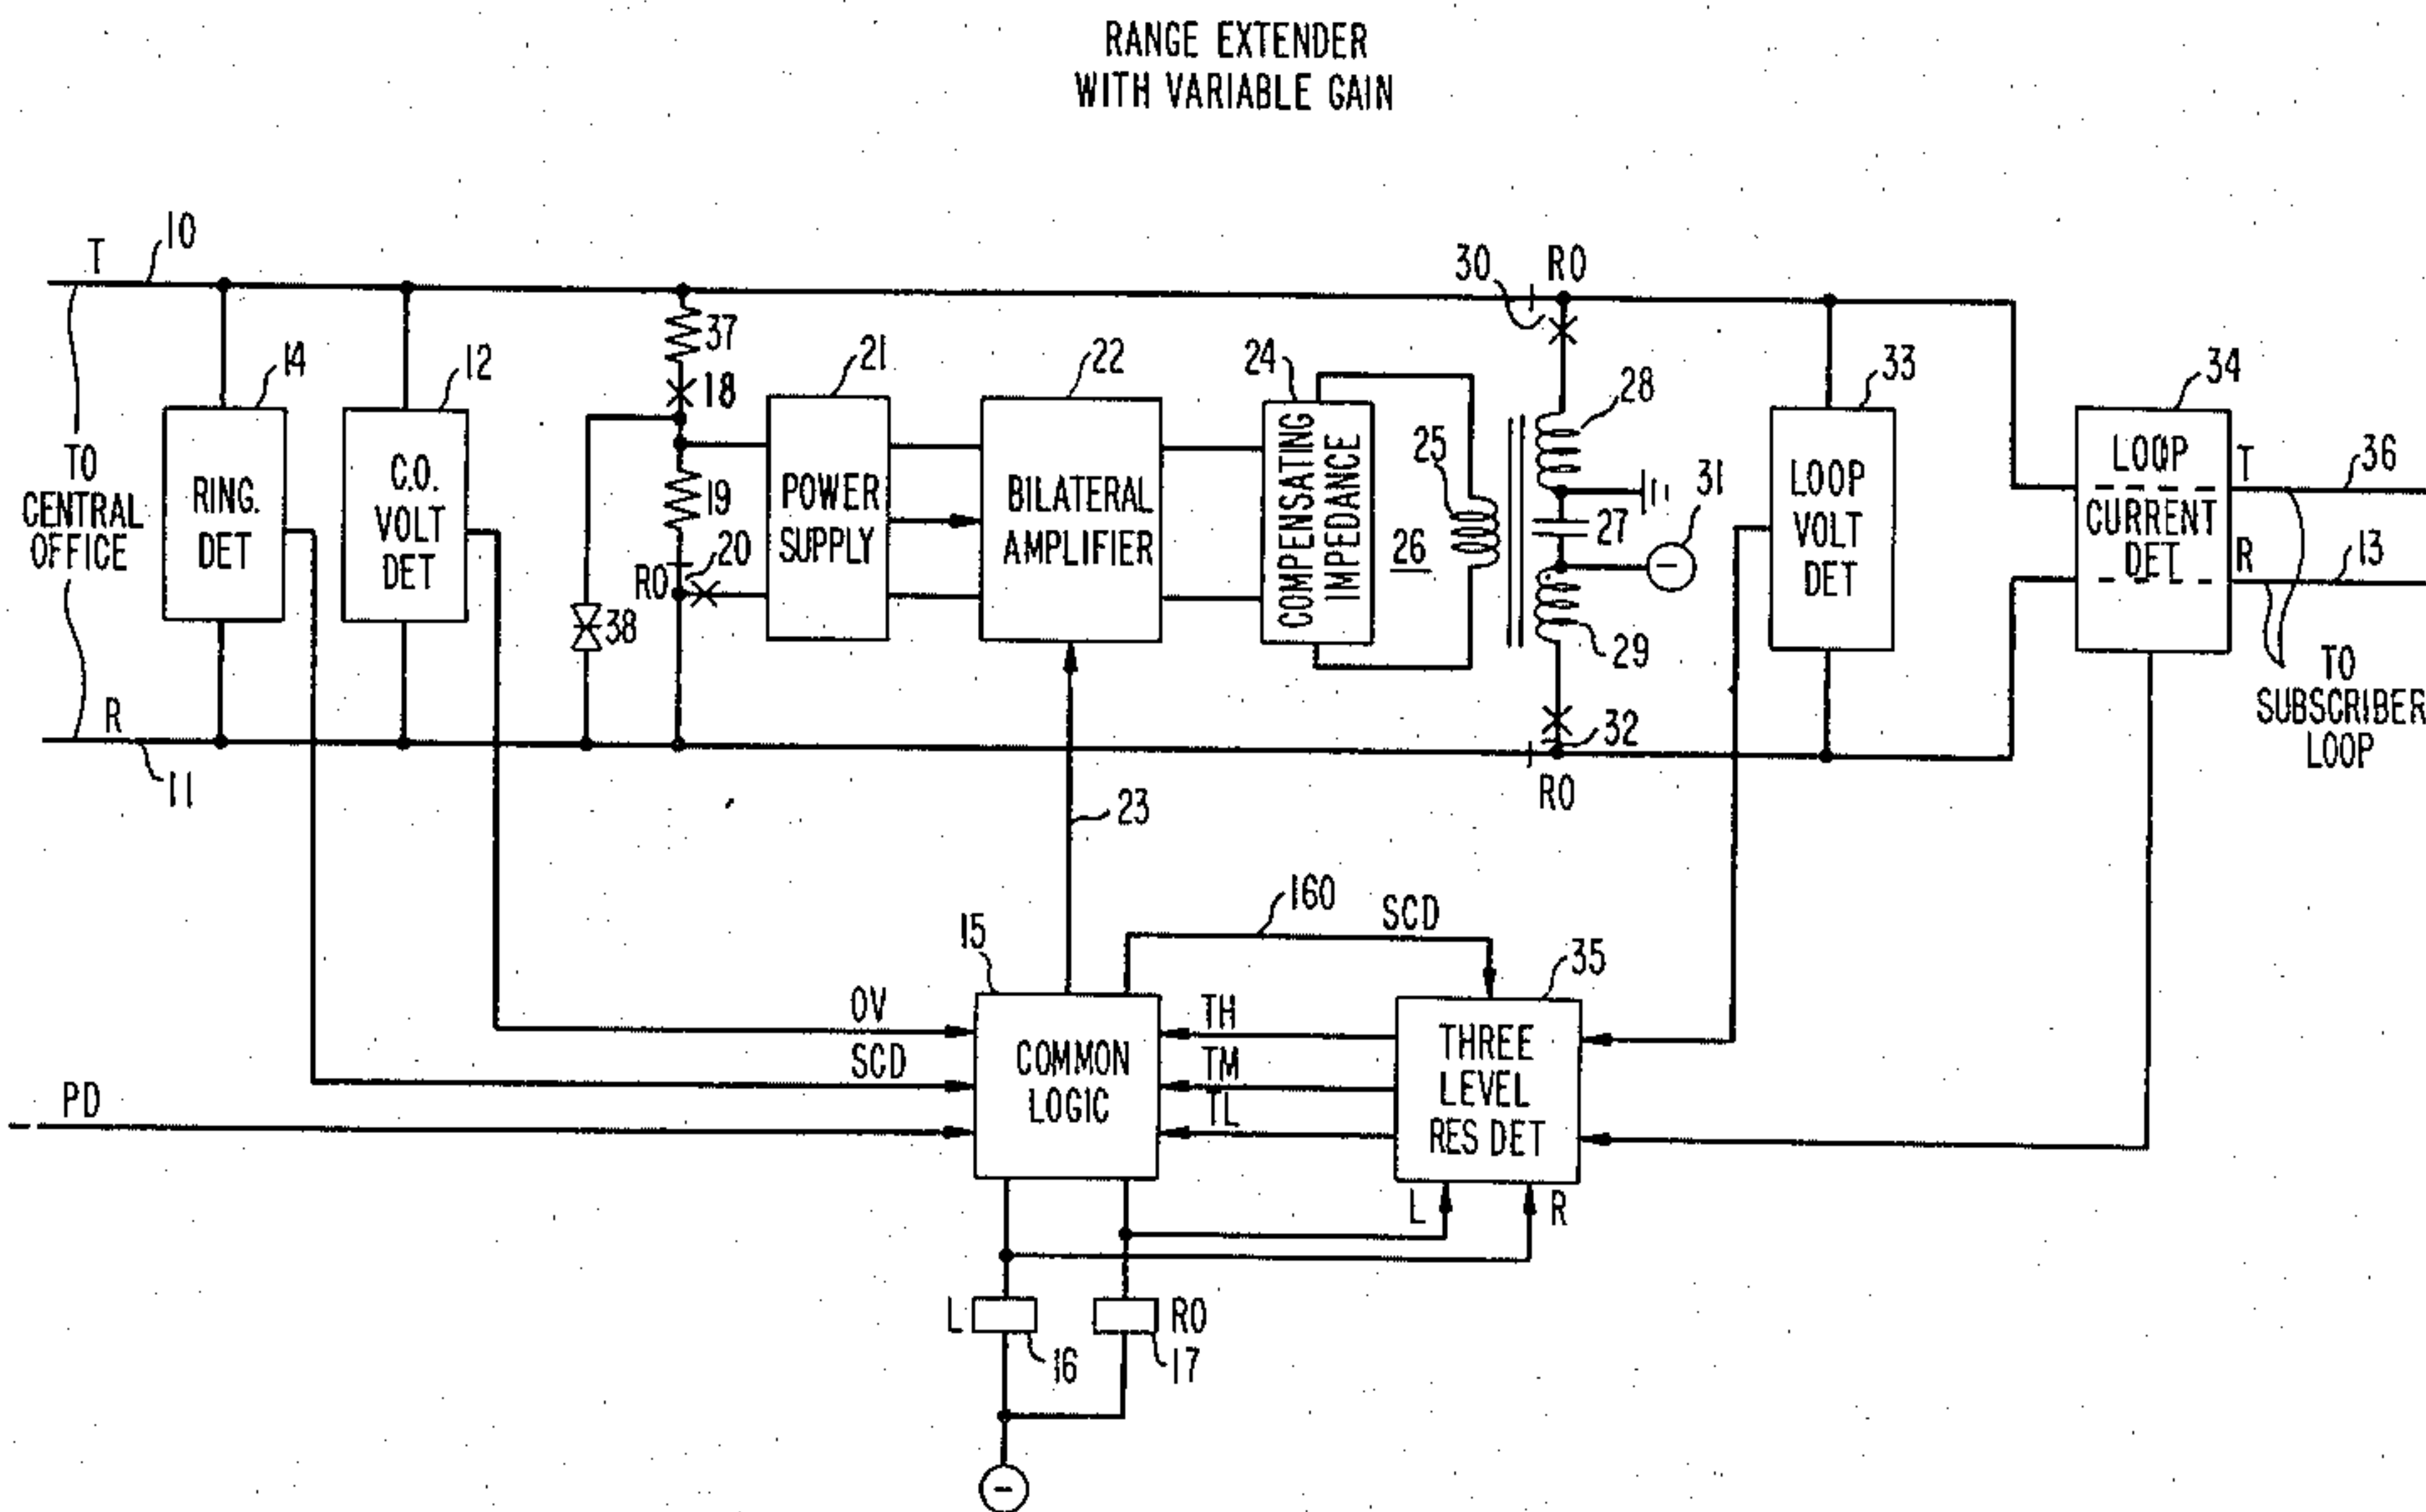 RANGE EXTENDER
WITH VARIABLE GAIN
T
10
30
RO
37
14
12
18
21
22
24
28
33
34
TO
CENTRAL
OFFICE
RING.
DET
C.O.
VOLT
DET
19
20
RO
38
POWER
SUPPLY
BILATERAL
AMPLIFIER
COMPENSATING
IMPEDANCE
25
26
27
31
29
LOOP
VOLT
DET
LOOP
CURRENT
DET
T
36
R
13
TO
SUBSCRIBER
LOOP
R
11
32
RO
23
160
SCD
15
35
OV
SCD
PD
COMMON
LOGIC
TH
TM
TL
THREE
LEVEL
RES DET
L
R
L
16
RO
17
-
-